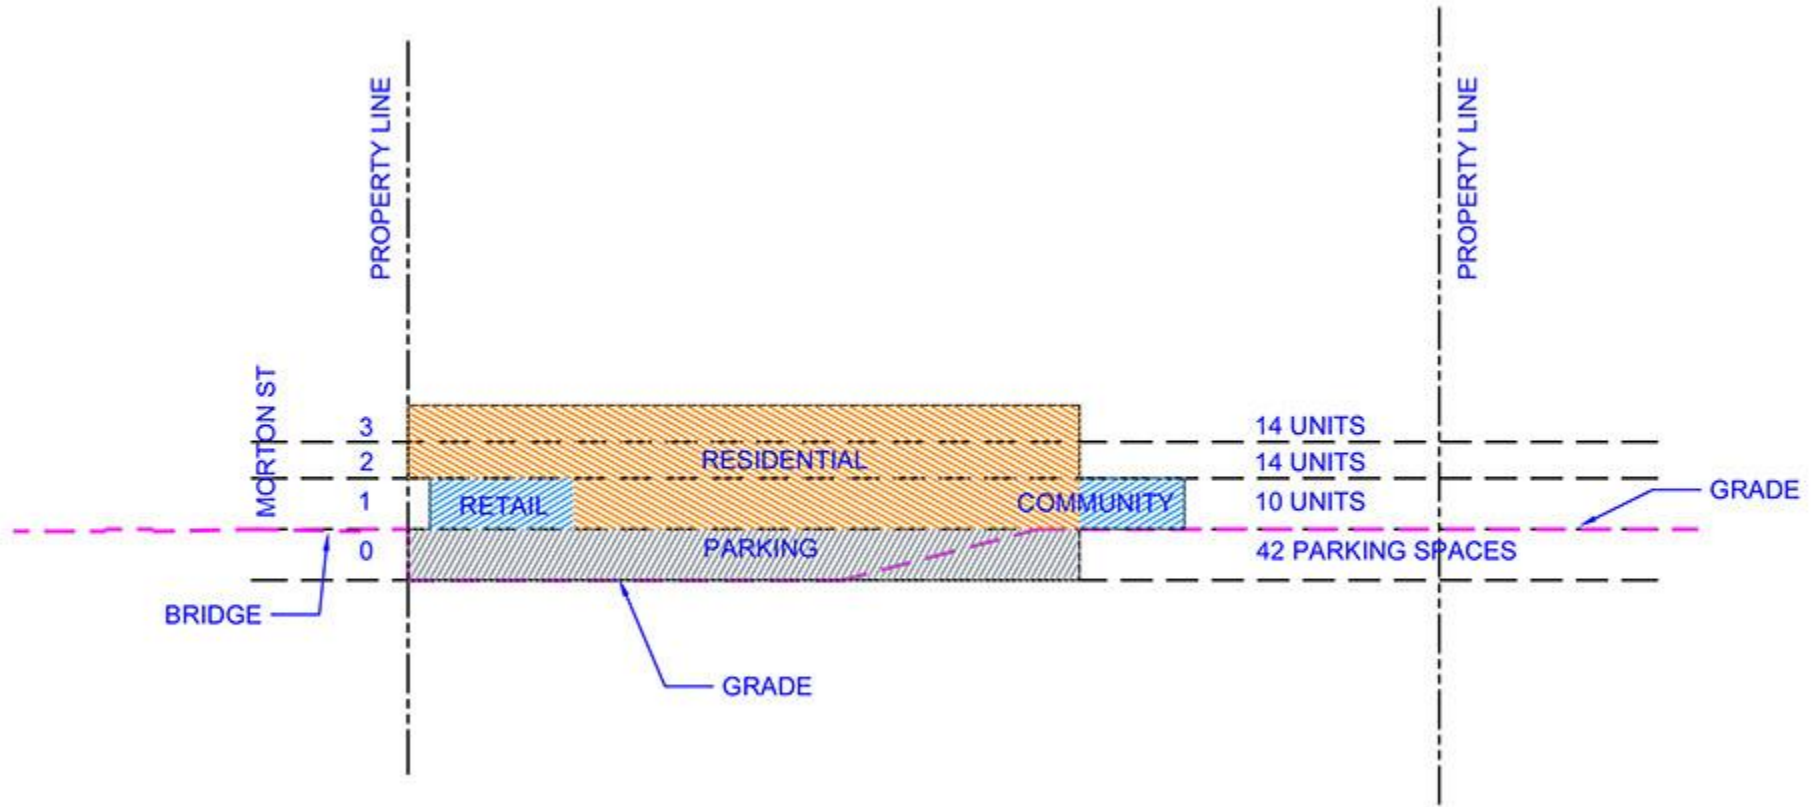 PROPERTY LINE
PROPERTY LINE
MORTON ST
3
14 UNITS
2
RESIDENTIAL
14 UNITS
1
RETAIL
COMMUNITY
10 UNITS
GRADE
0
PARKING
42 PARKING SPACES
BRIDGE
GRADE